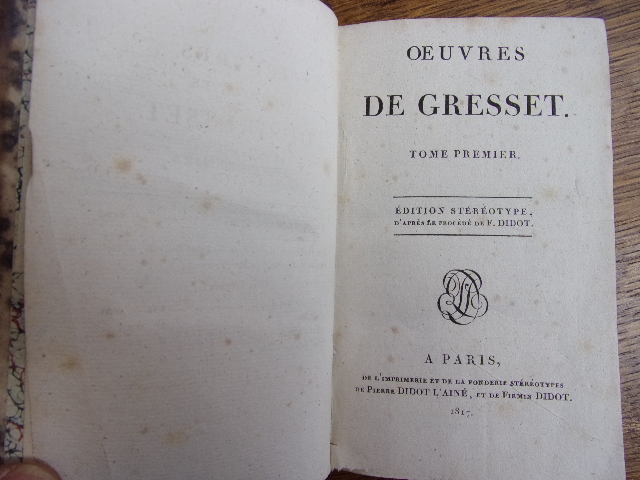 OEUVRES
DE GRESSET.
TOME PREMIER.
ÉDITION STÉRÉOTYPE,
D'APRÈS LE PROCÉDÉ DE F. DIDOT.
A PARIS,
DE L'IMPRIMERIE ET DE LA FONDERIE STÉRÉOTYPES
DE PIERRE DIDOT L'AINÉ, ET DE FIRMIN DIDOT.
1817.